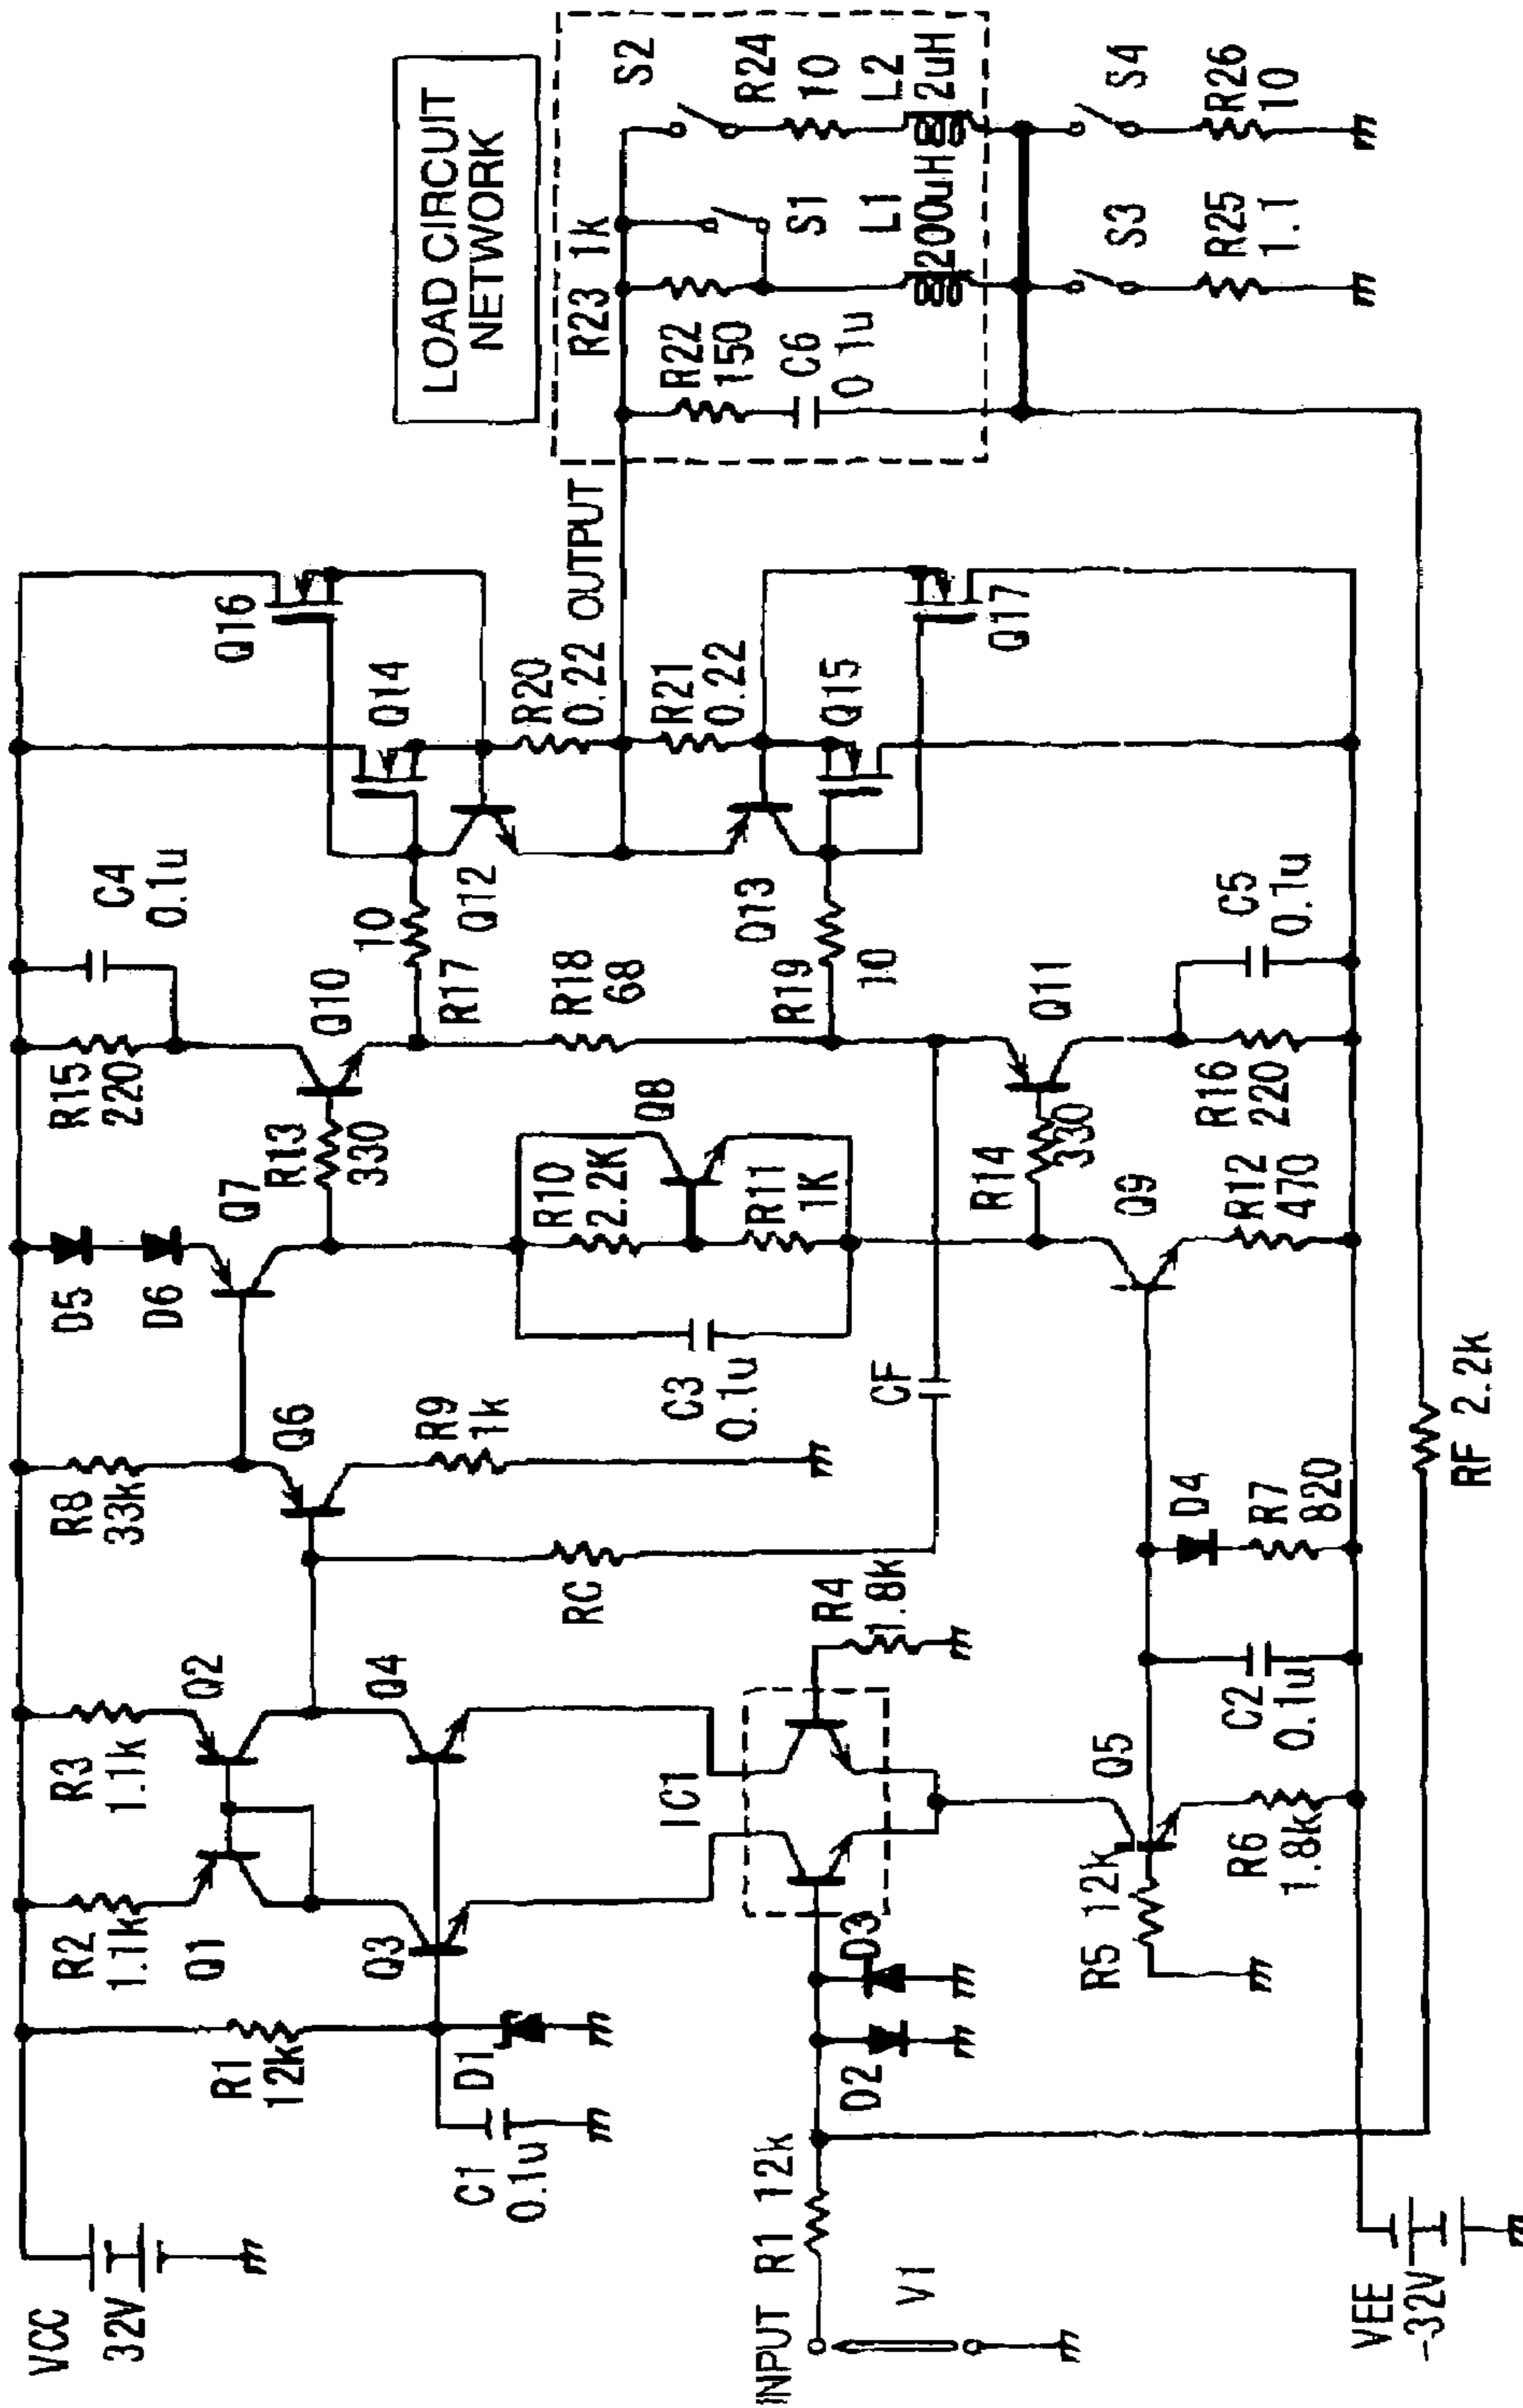 VCC
32V
R1
12k
C1
0.1u
D1
R2
1.1k
Q1
Q3
R3
1.1k
Q2
Q4
R8
33k
Q6
R9
1k
RC
D5
D6
Q7
R13
330
R15
220
C4
0.1u
Q10
R10
2.2K
Q8
R11
1K
C3
0.1u
CF
R17
10
R18
68
R19
10
Q12
Q13
Q14
Q16
R20
0.22
OUTPUT
R21
0.22
Q15
Q17
LOAD CIRCUIT
NETWORK
R23 1k
S2
R24
10
L2
2uH
S1
L1
200uH
R22
150
C6
0 1u
S3
R25
1.1
S4
R26
10
INPUT R1 12k
V1
D2
D3
IC1
R4
1.8k
R5 12k
Q5
R6
1.8k
C2
0.1u
D4
R7
820
R14
330
Q9
R12
470
Q11
R16
220
C5
0.1u
RF 2.2k
VEE
-32V